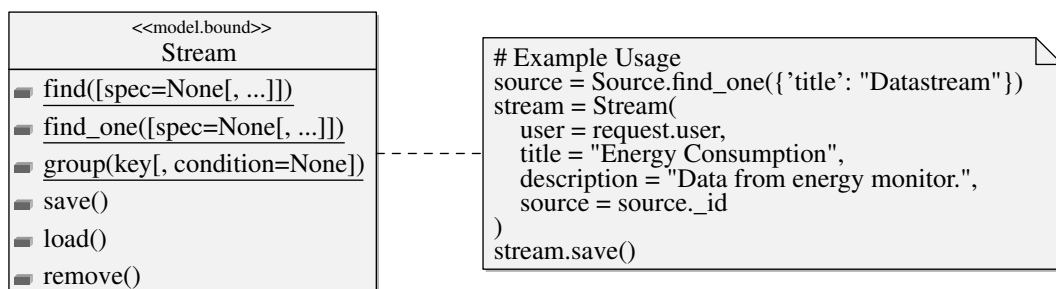 <<model.bound>>
Stream
find([spec=None[, ...]])
find_one([spec=None[, ...]])
group(key[, condition=None])
save()
load()
remove()
# Example Usage
source = Source.find_one({'title': "Datastream"})
stream = Stream(
user = request.user,
title = "Energy Consumption",
description = "Data from energy monitor.",
source = source._id
)
stream.save()